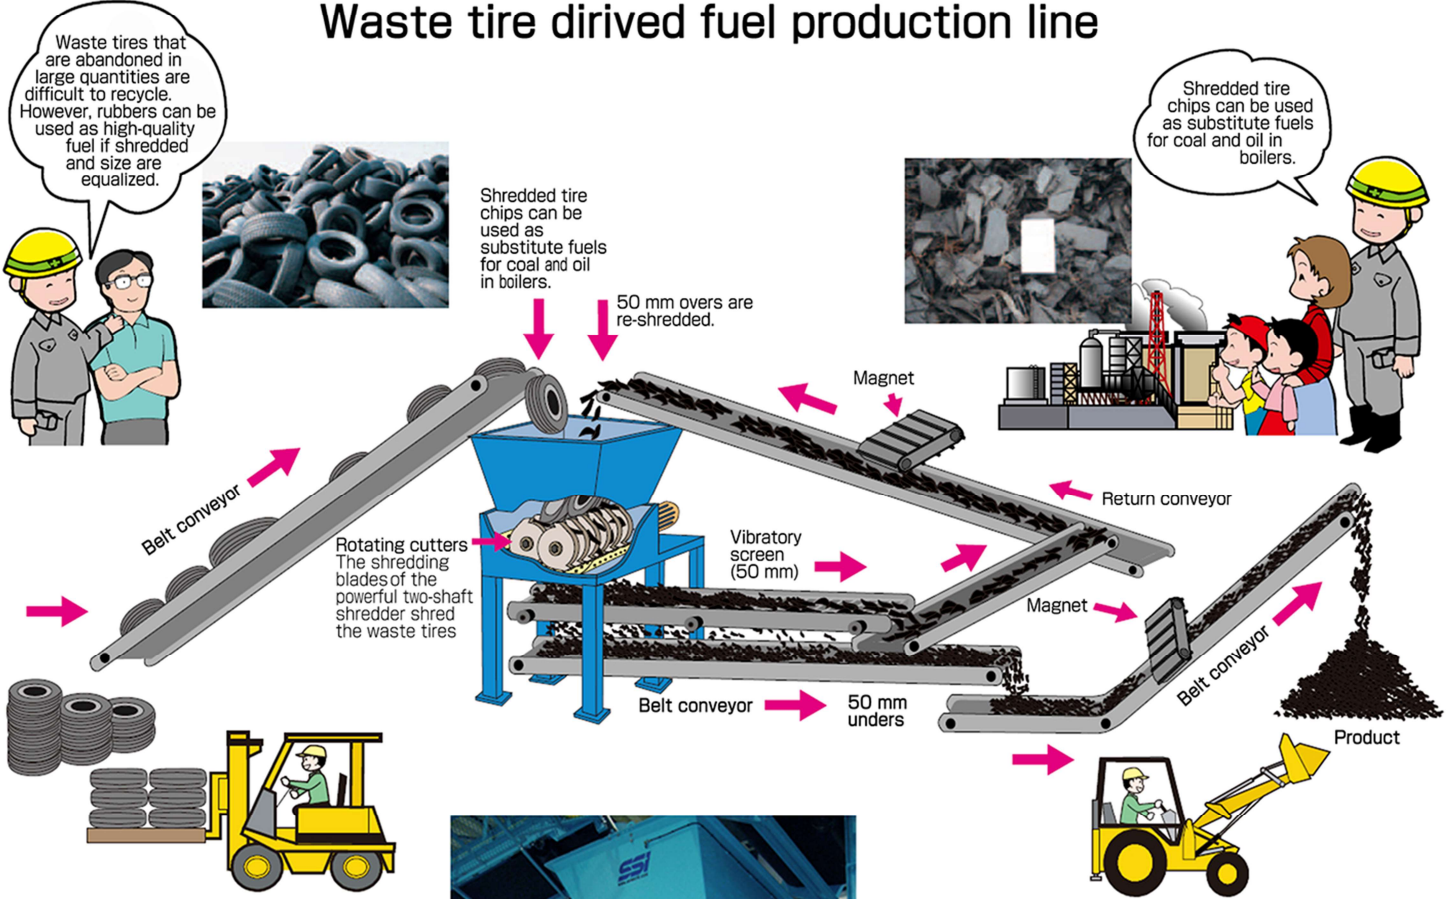 Waste tire dirived fuel production line
Waste tires that
are abandoned in
large quantities are
difficult to recycle.
However, rubbers can be
used as high-quality
fuel if shredded
and size are
equalized.
Shredded tire
chips can be used
as substitute fuels
for coal and oil in
boilers.
Shredded tire
chips can be
used as
substitute fuels
for coal and oil
in boilers.
50 mm overs are
re-shredded.
Magnet
Return conveyor
Belt conveyor
Rotating cutters
The shredding
blades of the
powerful two-shaft
shredder shred
the waste tires
Vibratory
screen
(50 mm)
Magnet
Belt conveyor
Belt conveyor
50 mm
unders
Product
SSI